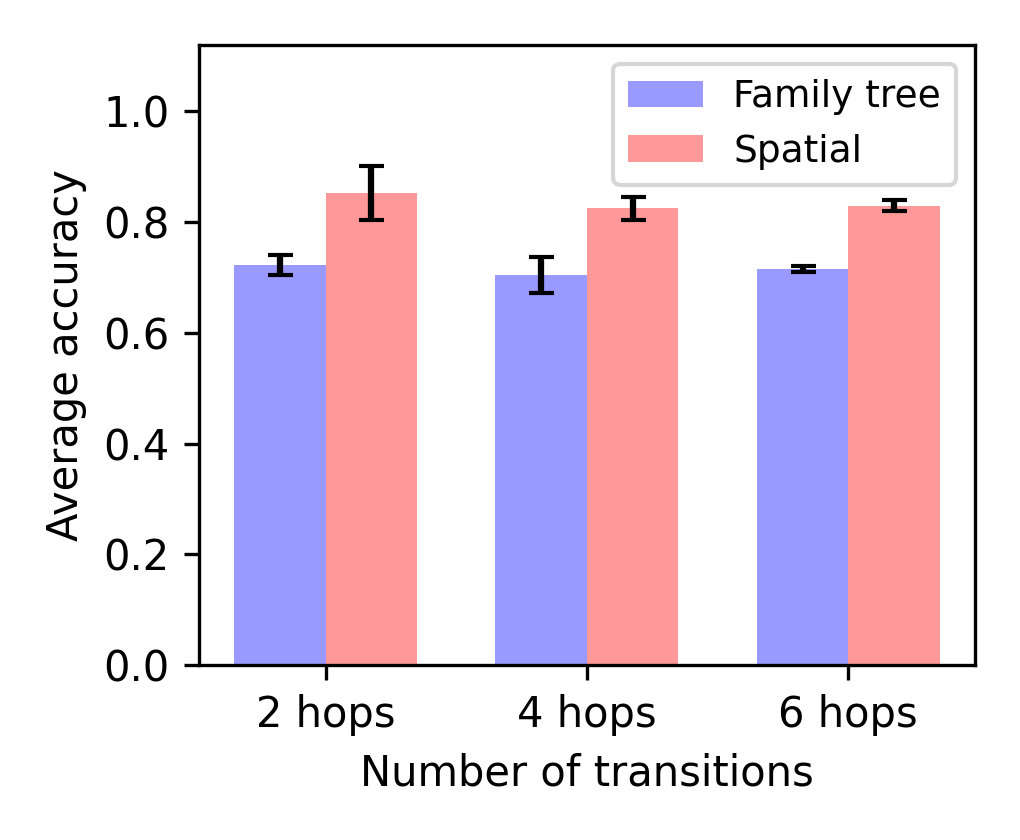 Family tree
Spatial
1.0
0.8
0.6
0.4
0.2
0.0
Average accuracy
2 hops
4 hops
6 hops
Number of transitions